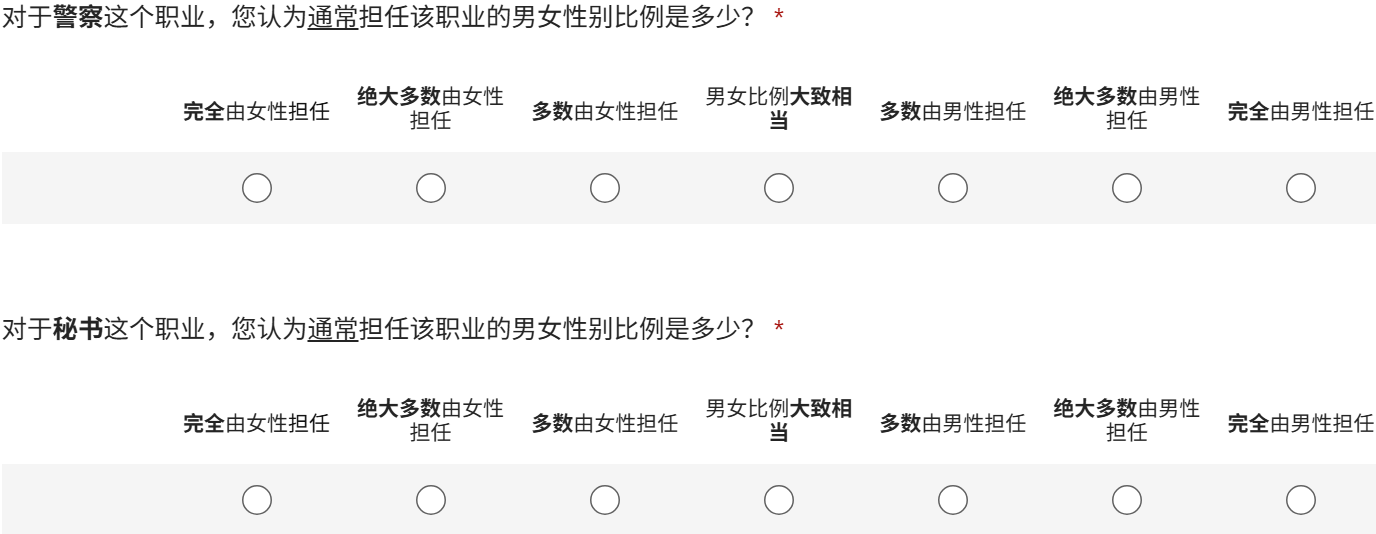 对于警察这个职业，您认为通常担任该职业的男女性别比例是多少？ *
完全由女性担任 绝大多数由女性担任 多数由女性担任 男女比例大致相当 多数由男性担任 绝大多数由男性担任 完全由男性担任
对于秘书这个职业，您认为通常担任该职业的男女性别比例是多少？ *
完全由女性担任 绝大多数由女性担任 多数由女性担任 男女比例大致相当 多数由男性担任 绝大多数由男性担任 完全由男性担任